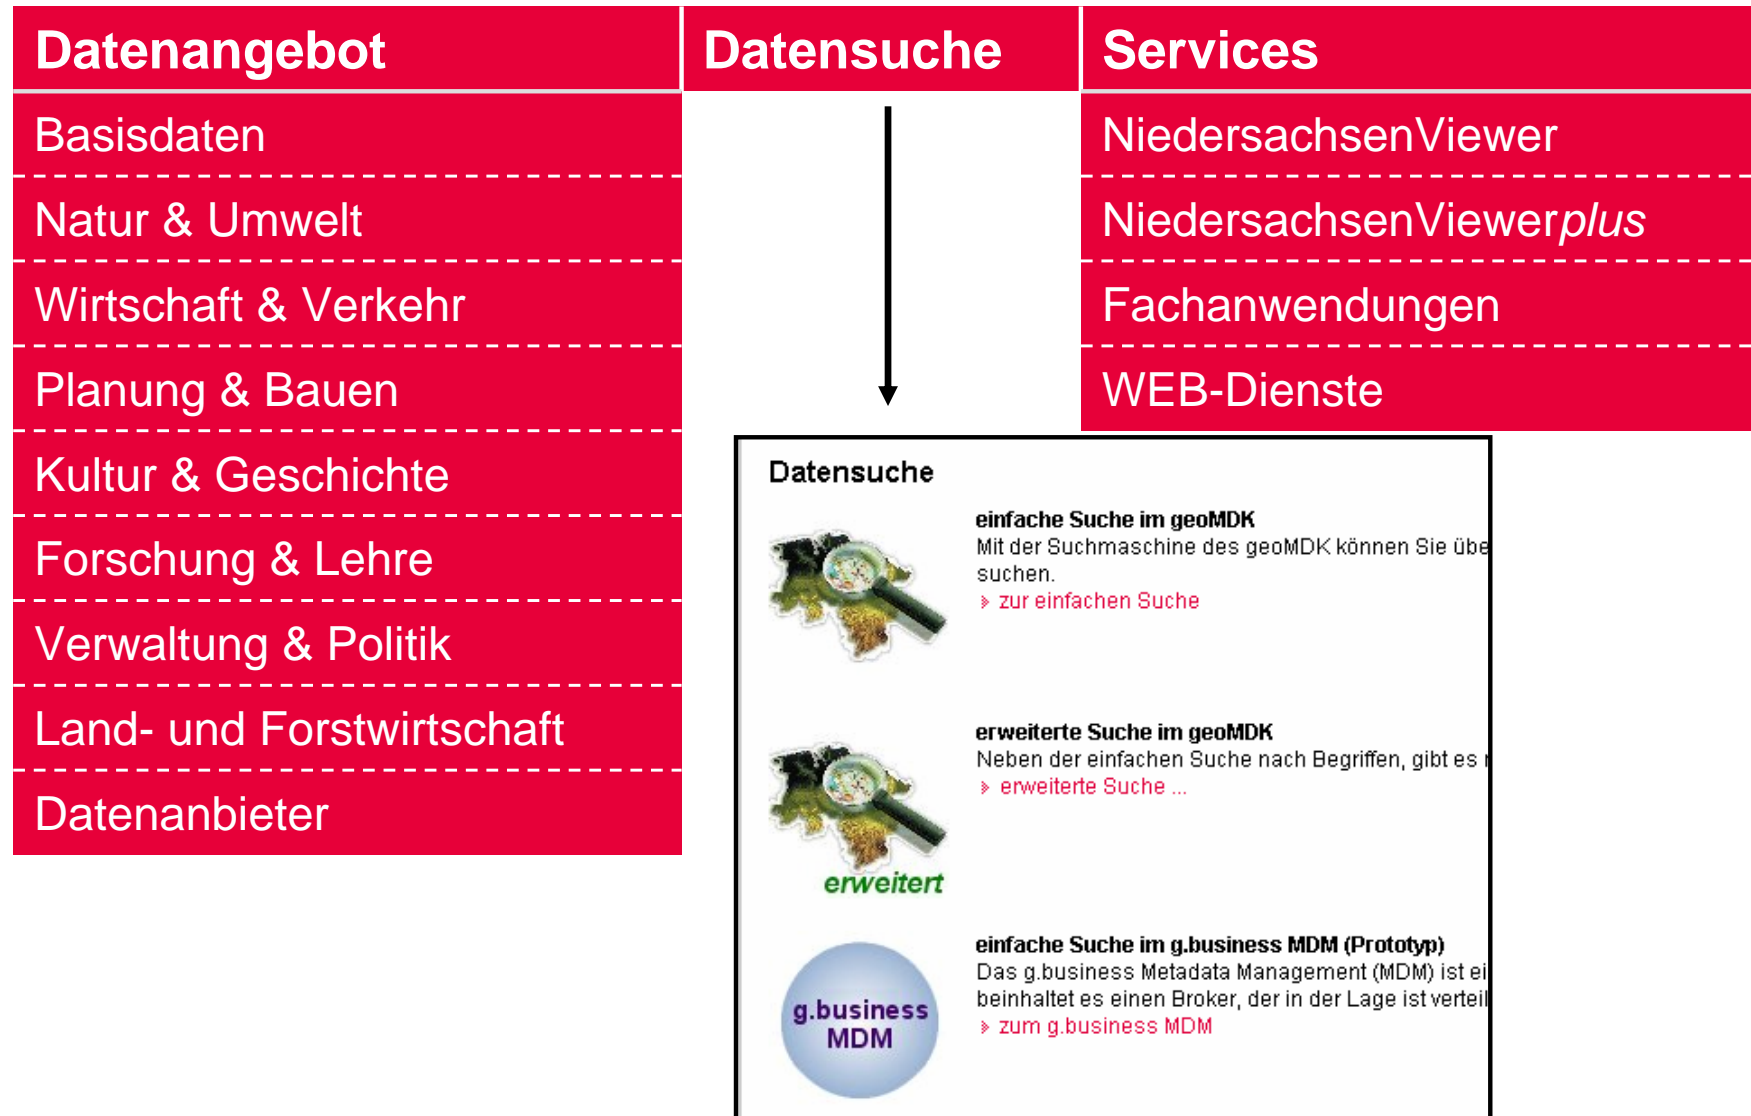 Datenangebot
Basisdaten
Natur & Umwelt
Wirtschaft & Verkehr
Planung & Bauen
Kultur & Geschichte
Forschung & Lehre
Verwaltung & Politik
Land- und Forstwirtschaft
Datenanbieter
Datensuche
Services
NiedersachsenViewer
NiedersachsenViewerplus
Fachanwendungen
WEB-Dienste
Datensuche
einfache Suche im geoMDK
Mit der Suchmaschine des geoMDK können Sie übe
suchen.
» zur einfachen Suche
erweitert
erweiterte Suche im geoMDK
Neben der einfachen Suche nach Begriffen, gibt es
» erweiterte Suche ...
g.business
MDM
einfache Suche im g.business MDM (Prototyp)
Das g.business Metadata Management (MDM) ist ei
beinhaltet es einen Broker, der in der Lage ist verteil
» zum g.business MDM